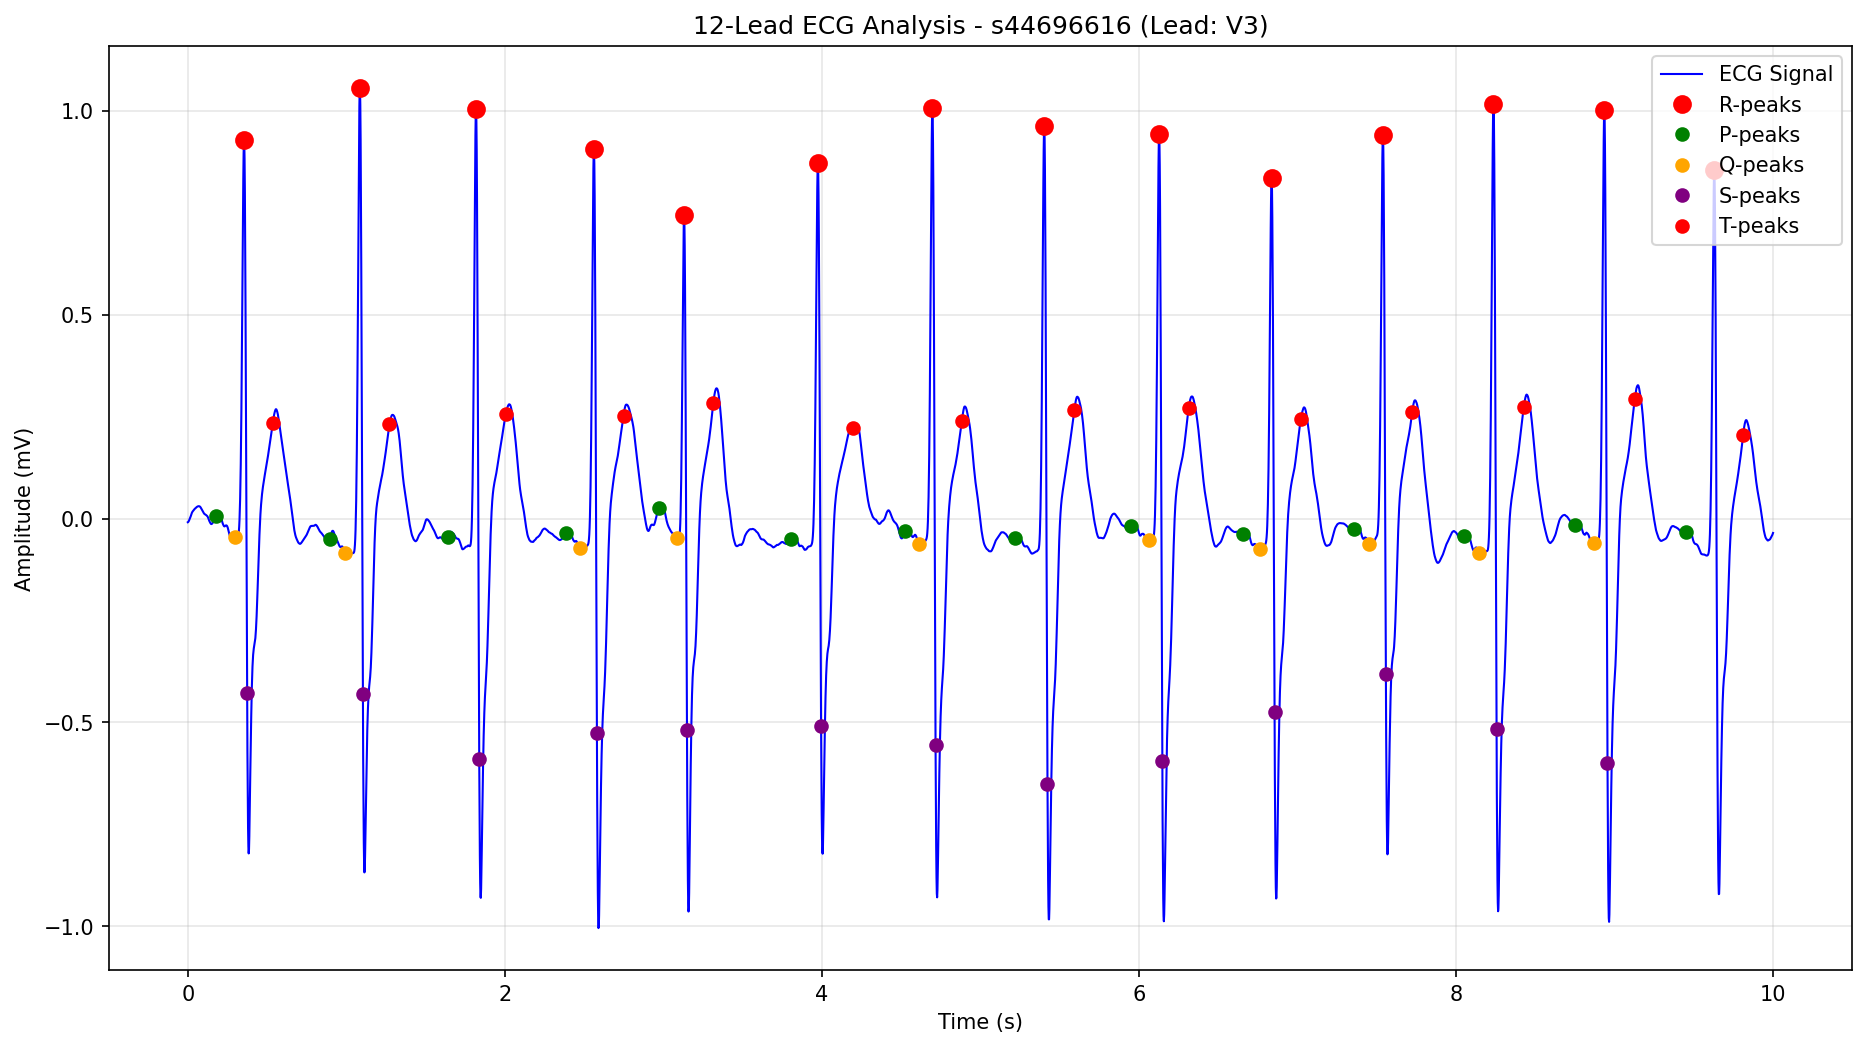 12-Lead ECG Analysis - s44696616 (Lead: V3)
ECG Signal
R-peaks
P-peaks
Q-peaks
S-peaks
T-peaks
Amplitude (mV)
1.0
0.5
0.0
−0.5
−1.0
0 2 4 6 8 10
Time (s)